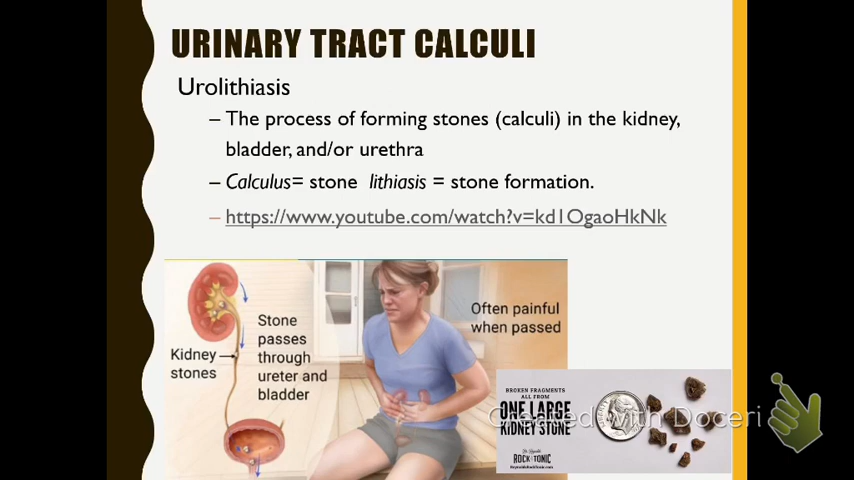 URINARY TRACT CALCULI
Urolithiasis
– The process of forming stones (calculi) in the kidney,
bladder, and/or urethra
– Calculus= stone lithiasis = stone formation.
– https://www.youtube.com/watch?v=kd1OgaoHkNk
Kidney
stones
Stone
passes
through
ureter and
bladder
Often painful
when passed
BROKEN FRAGMENTS
ALL FROM
ONE LARGE
KIDNEY STONE
ROCK TONIC
Created with Doceri